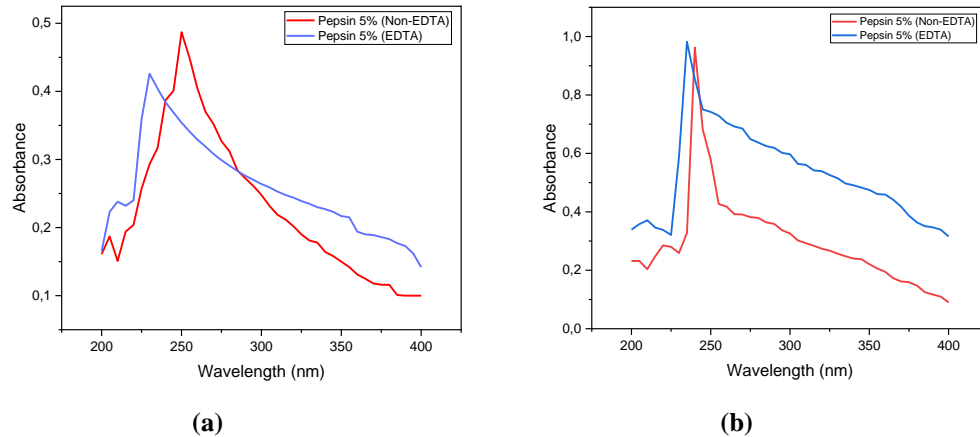 Pepsin 5% (Non-EDTA)
Pepsin 5% (EDTA)
0,5
0,4
0,3
0,2
0,1
Absorbance
200
250
300
350
400
Wavelength (nm)
(a)
Pepsin 5% (Non-EDTA)
Pepsin 5% (EDTA)
1,0
0,8
0,6
0,4
0,2
0,0
Absorbance
200
250
300
350
400
Wavelength (nm)
(b)